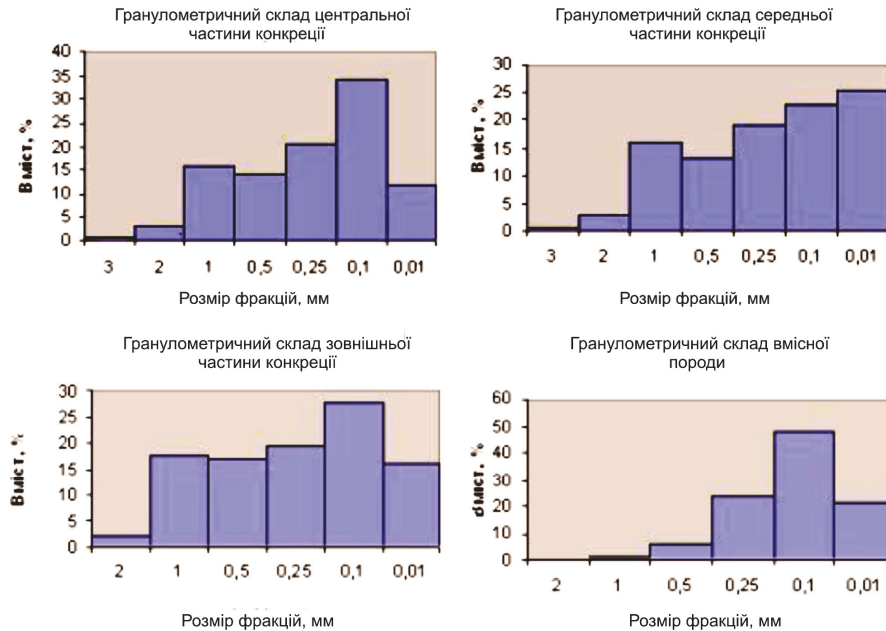 Гранулометричний склад центральної
частини конкреції
40
35
30
25
20
15
10
5
0
Вміст, %
3 2 1 0,5 0,25 0,1 0,01
Розмір фракцій, мм
Гранулометричний склад середньої
частини конкреції
30
25
20
15
10
5
0
Вміст, %
3 2 1 0,5 0,25 0,1 0,01
Розмір фракцій, мм
Гранулометричний склад зовнішньої
частини конкреції
30
25
20
15
10
5
0
Вміст, %
2 1 0,5 0,25 0,1 0,01
Розмір фракцій, мм
Гранулометричний склад вмісної
породи
60
50
40
30
20
10
0
Вміст, %
2 1 0,5 0,25 0,1 0,01
Розмір фракцій, мм